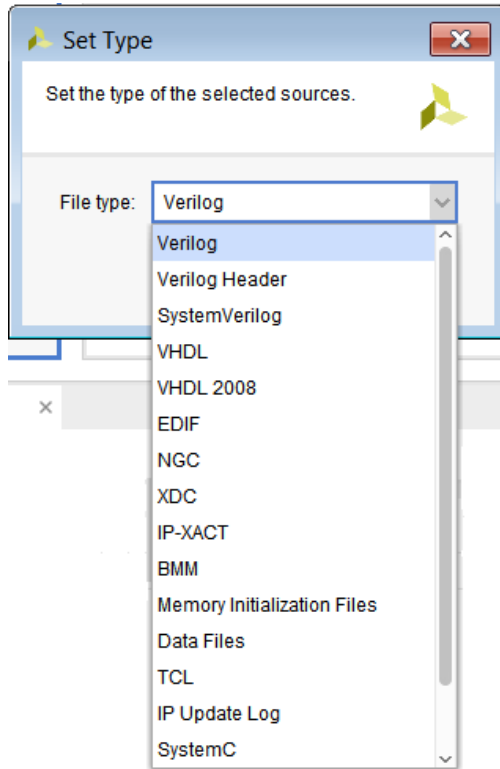 Set Type
Set the type of the selected sources.
File type: Verilog
Verilog
Verilog Header
SystemVerilog
VHDL
VHDL 2008
EDIF
NGC
XDC
IP-XACT
BMM
Memory Initialization Files
Data Files
TCL
IP Update Log
SystemC